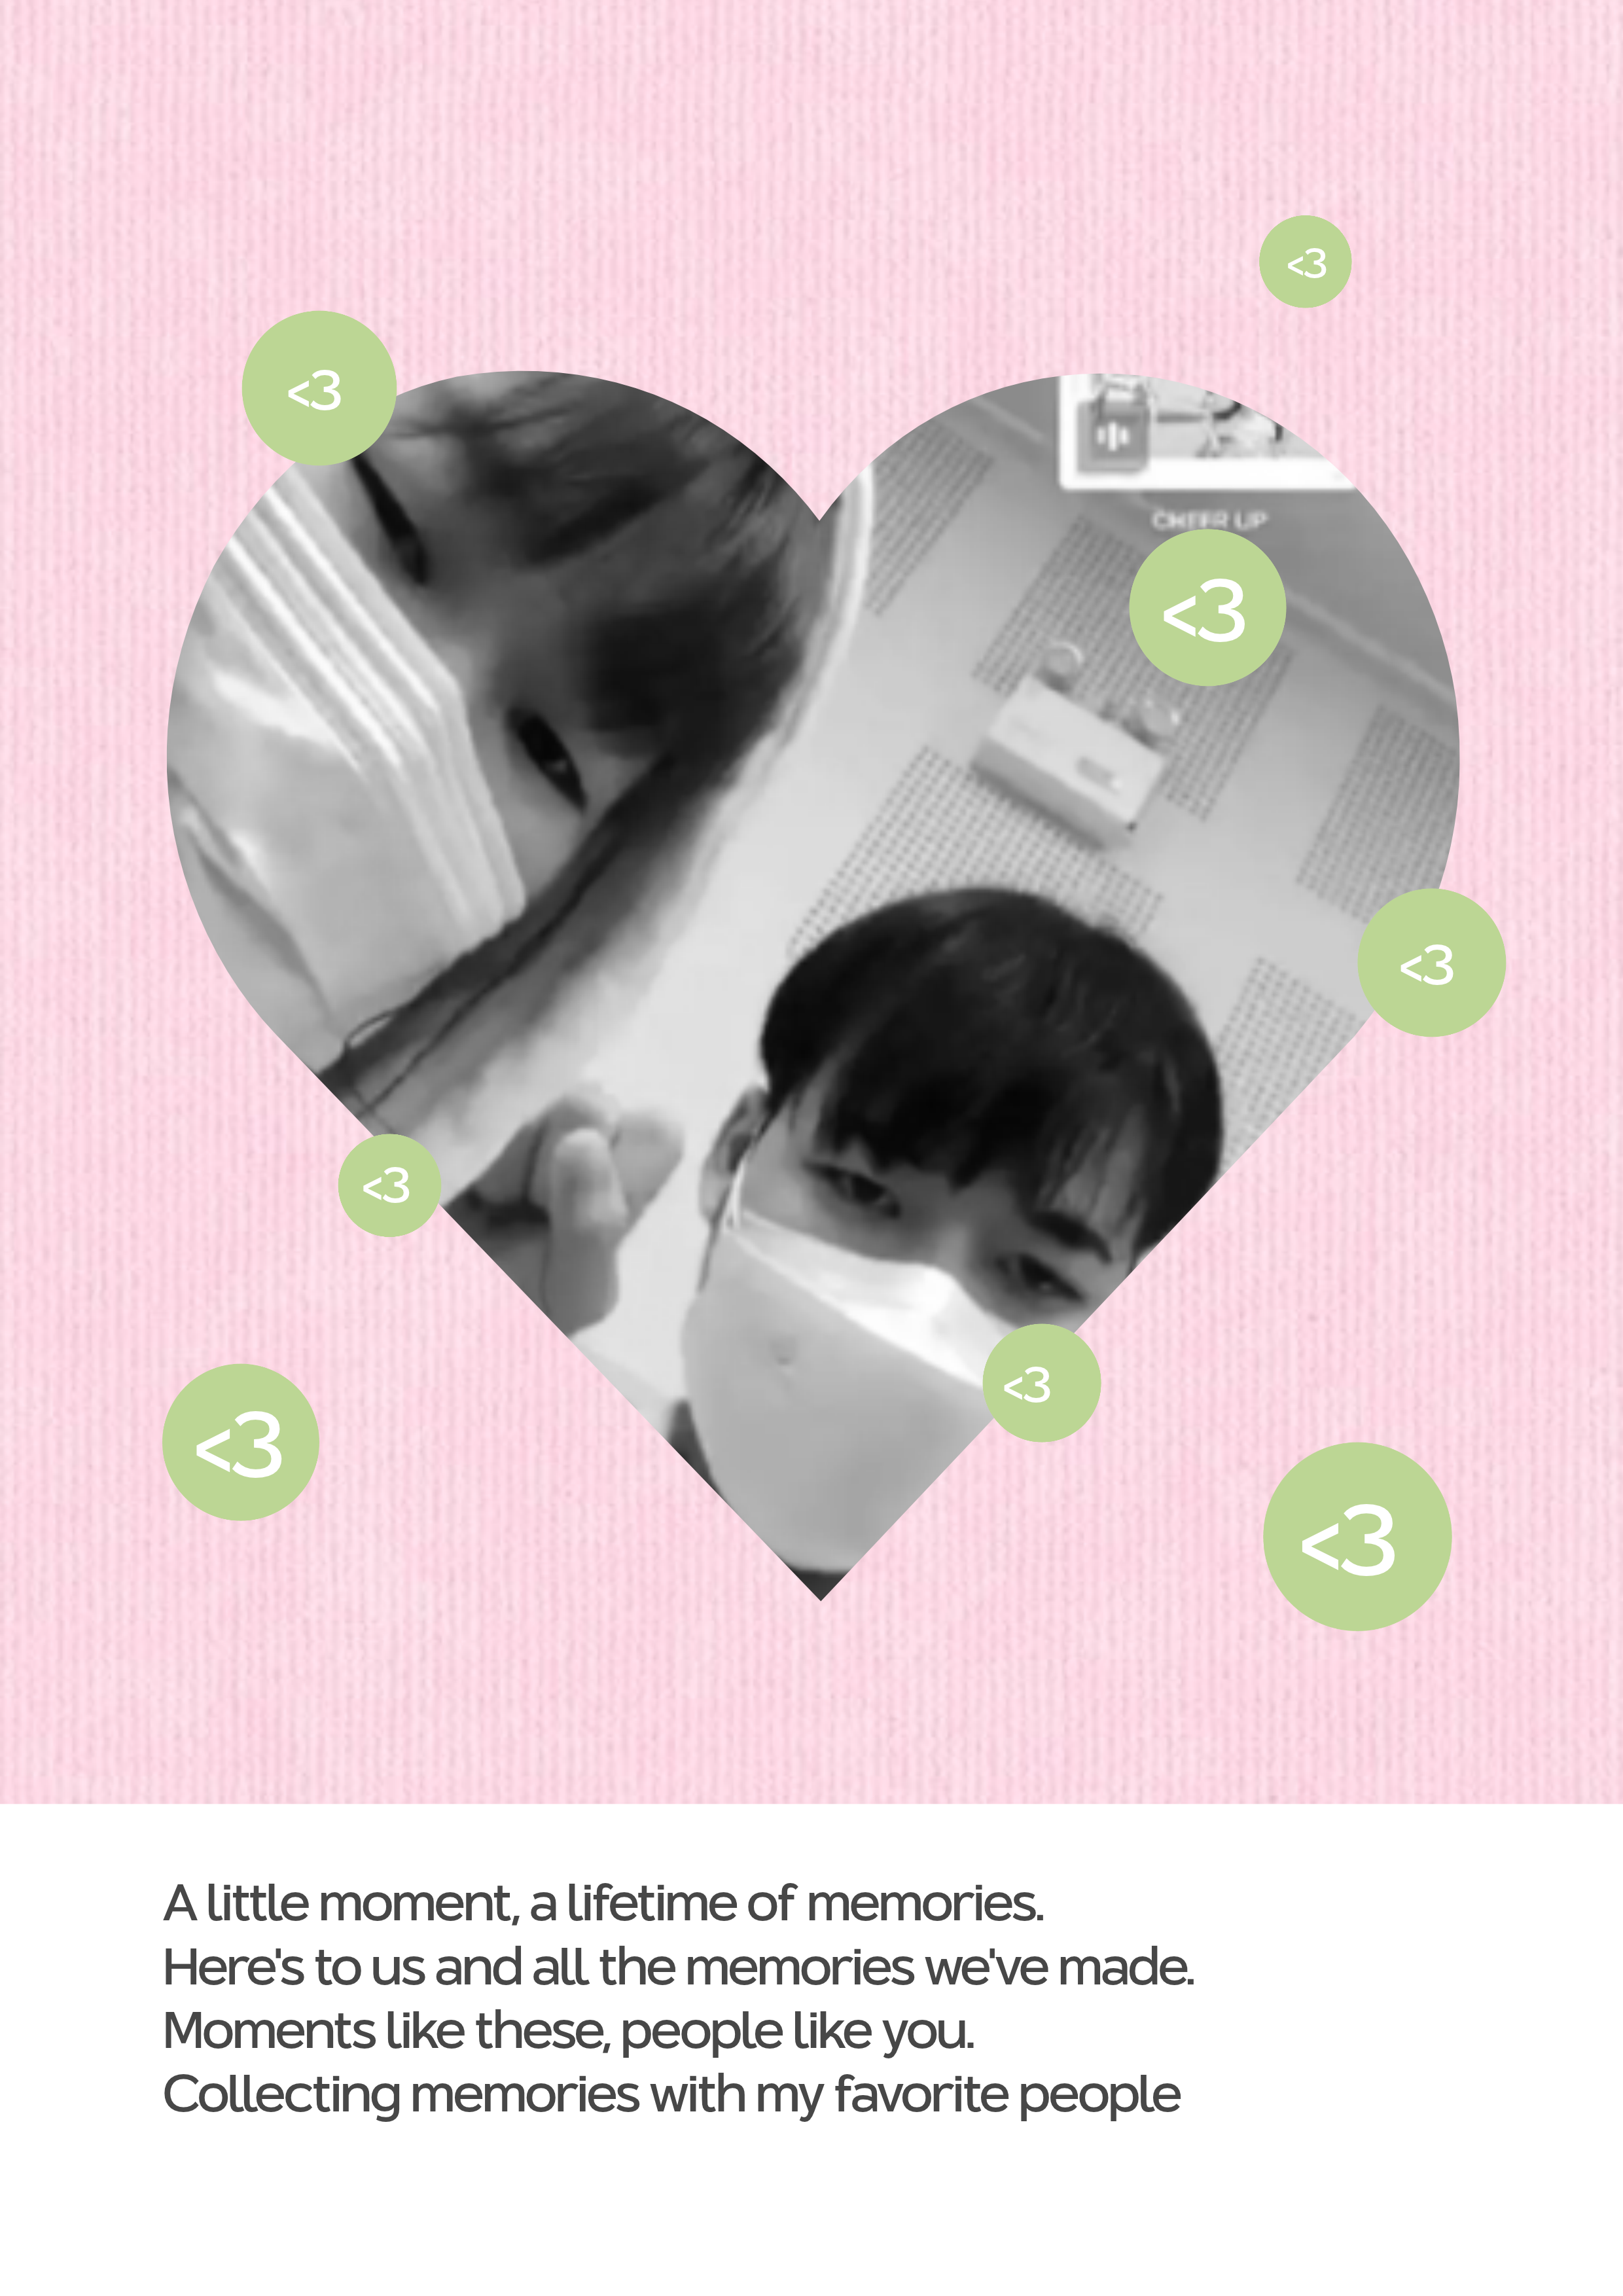 <3
<3
CHEER UP
<3
<3
<3
<3
<3
<3
A little moment, a lifetime of memories.
Here's to us and all the memories we've made.
Moments like these, people like you.
Collecting memories with my favorite people